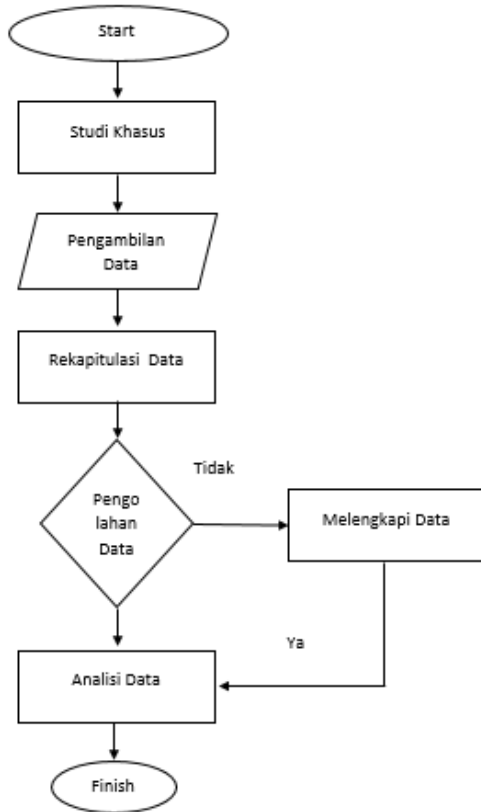 Start
Studi Khasus
Pengambilan
Data
Rekapitulasi Data
Tidak
Pengo
lahan
Data
Melengkapi Data
Ya
Analisi Data
Finish